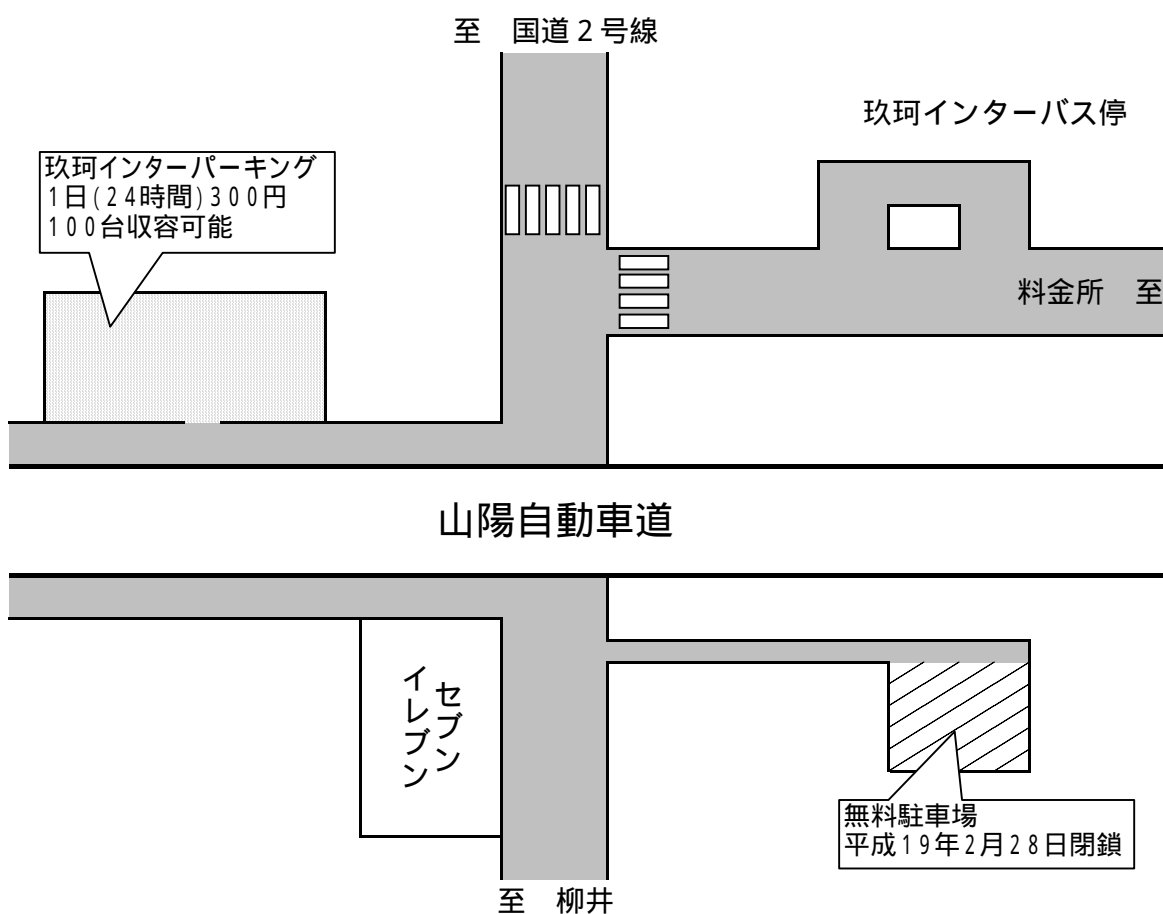 至　国道2号線
玖珂インターバス停
玖珂インターパーキング
1日(24時間)300円
100台収容可能
料金所　至
山陽自動車道
セブン
イレブン
無料駐車場
平成19年2月28日閉鎖
至　柳井